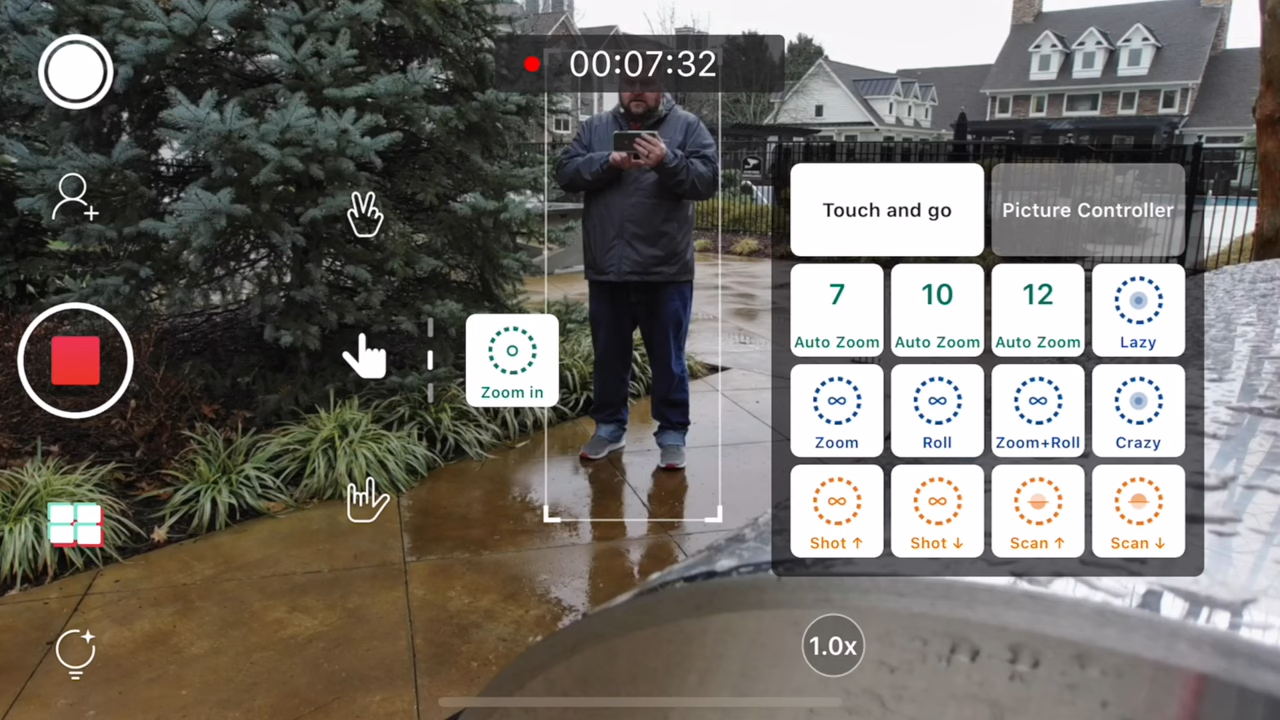 00:07:32
Touch and go
Picture Controller
7
Auto Zoom
10
Auto Zoom
12
Auto Zoom
Lazy
Zoom in
Zoom
Roll
Zoom+Roll
Crazy
Shot ↑
Shot ↓
Scan ↑
Scan ↓
1.0x